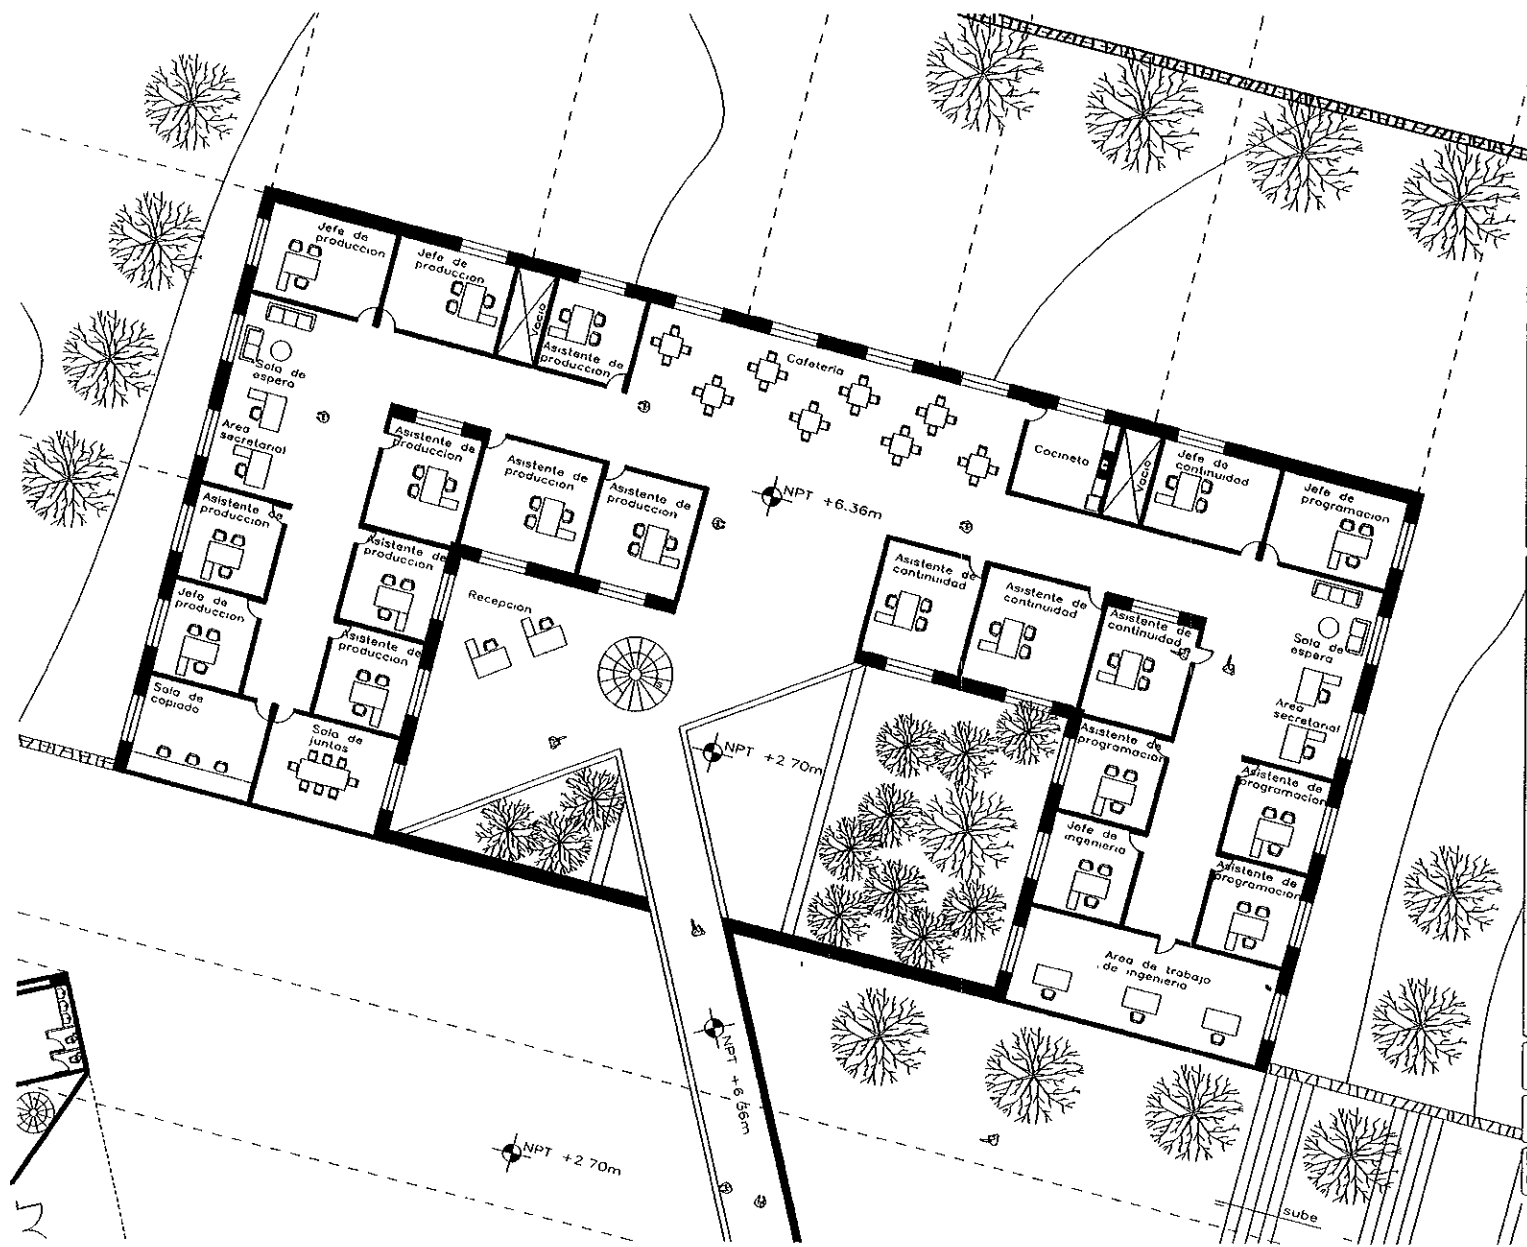 Jefe de
produccion
Jefe de
produccion
Vacio
Asistente de
produccion
Cafeteria
Sala de
espera
Area
secretarial
Asistente de
produccion
Asistente de
produccion
Asistente de
produccion
Cocineta
Vacio
Jefe de
continuidad
Jefe de
programacion
NPT +6.36m
Asistente de
produccion
Asistente de
produccion
Jefe de
produccion
Recepcion
Asistente de
continuidad
Asistente de
continuidad
Asistente de
continuidad
Sala de
espera
Area
secretarial
Asistente de
produccion
Sala de
copiado
Sala de
juntas
NPT +2 70m
Asistente de
programacion
Asistente de
programacion
Jefe de
ingenieria
Asistente de
programacion
Area de trabajo
de ingenieria
NPT +6 36m
NPT +2 70m
sube